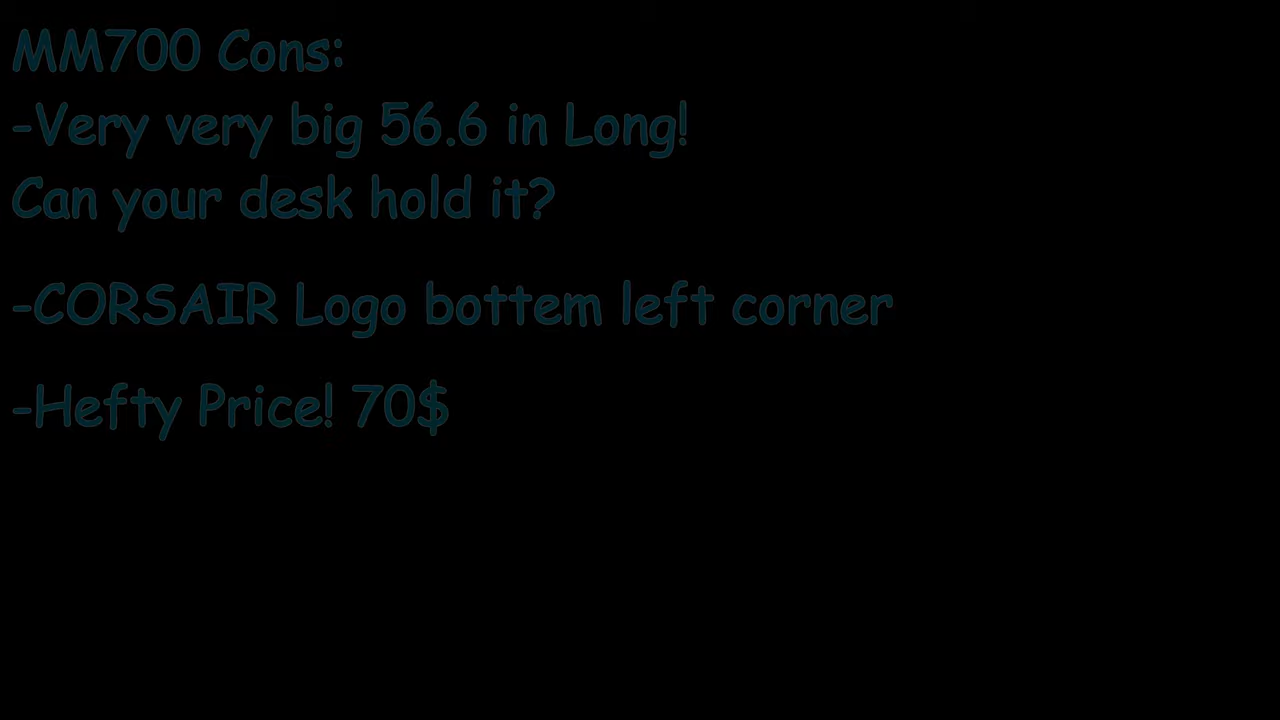 MM700 Cons:
-Very very big 56.6 in Long!
Can your desk hold it?
-CORSAIR Logo bottem left corner
-Hefty Price! 70$